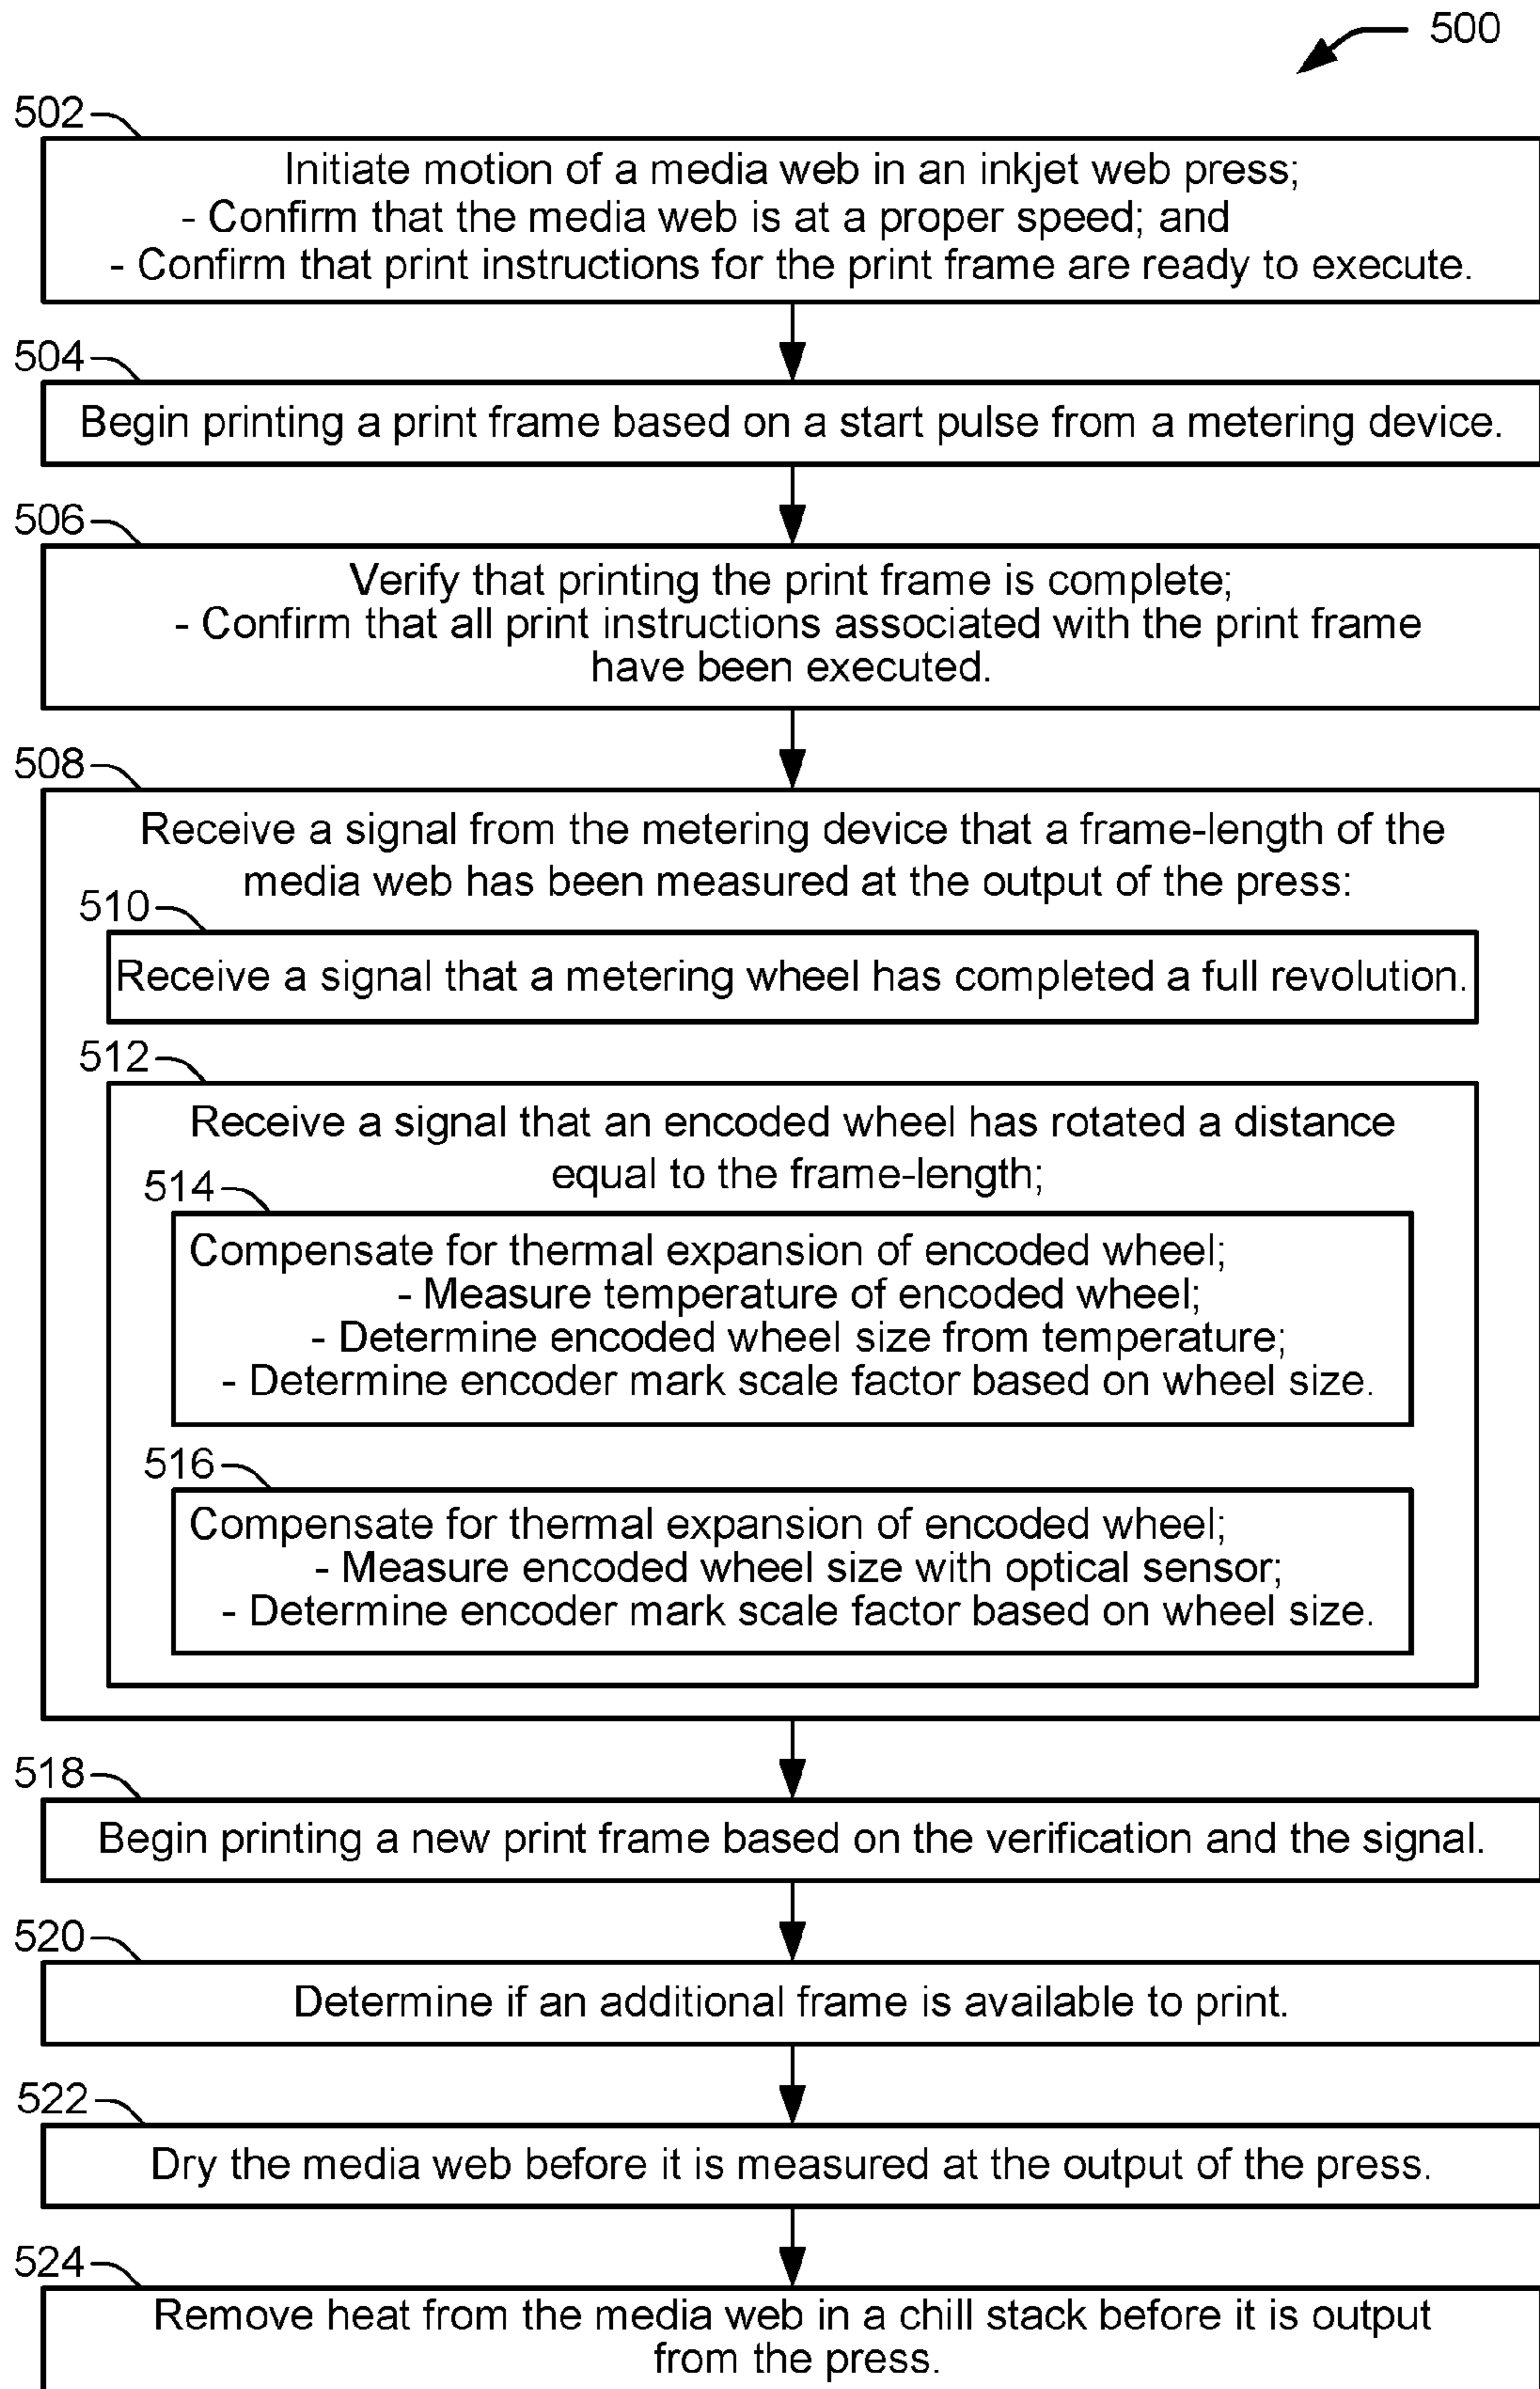 500
502
Initiate motion of a media web in an inkjet web press;
- Confirm that the media web is at a proper speed; and
- Confirm that print instructions for the print frame are ready to execute.
504
Begin printing a print frame based on a start pulse from a metering device.
506
Verify that printing the print frame is complete;
- Confirm that all print instructions associated with the print frame
have been executed.
508
Receive a signal from the metering device that a frame-length of the
media web has been measured at the output of the press:
510
Receive a signal that a metering wheel has completed a full revolution.
512
Receive a signal that an encoded wheel has rotated a distance
equal to the frame-length;
514
Compensate for thermal expansion of encoded wheel;
- Measure temperature of encoded wheel;
- Determine encoded wheel size from temperature;
- Determine encoder mark scale factor based on wheel size.
516
Compensate for thermal expansion of encoded wheel;
- Measure encoded wheel size with optical sensor;
- Determine encoder mark scale factor based on wheel size.
518
Begin printing a new print frame based on the verification and the signal.
520
Determine if an additional frame is available to print.
522
Dry the media web before it is measured at the output of the press.
524
Remove heat from the media web in a chill stack before it is output
from the press.